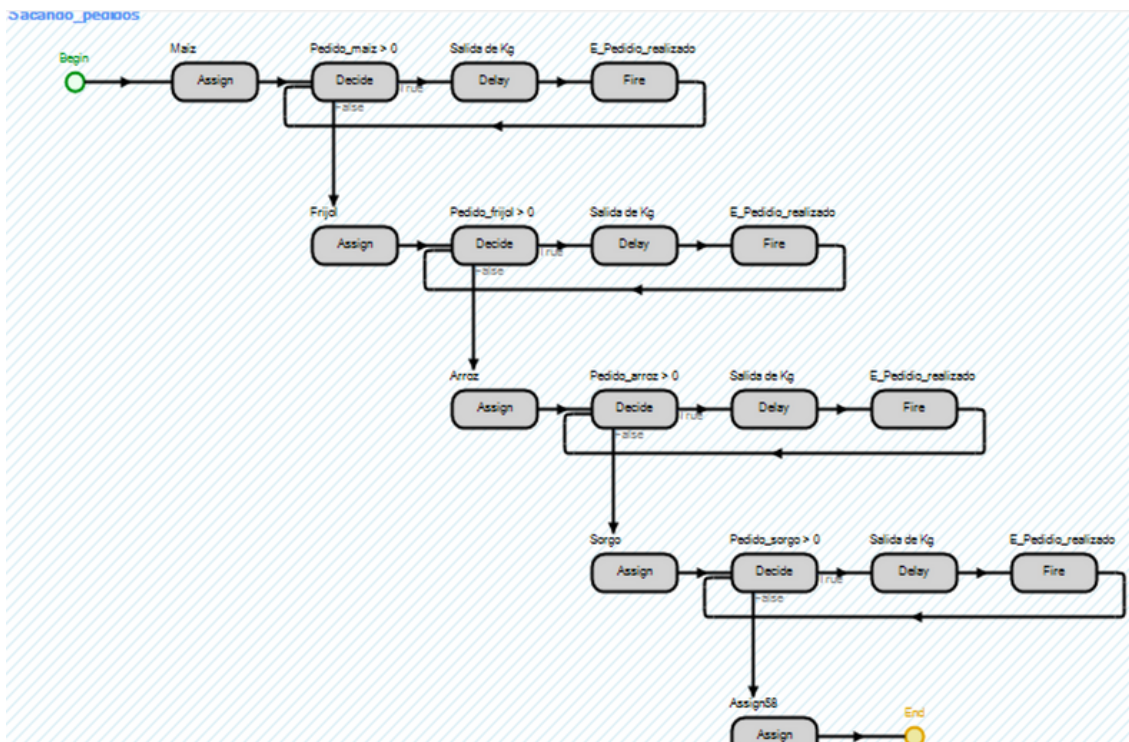 Sacando_pedidos
Begin
Maiz
Pedido_maiz > 0
Salida de Kg
E_Pedidio_realizado
Assign
Decide
Delay
Fire
True
False
Frijol
Pedido_frijol > 0
Salida de Kg
E_Pedidio_realizado
Assign
Decide
Delay
Fire
True
False
Arroz
Pedido_arroz > 0
Salida de Kg
E_Pedidio_realizado
Assign
Decide
Delay
Fire
True
False
Sorgo
Pedido_sorgo > 0
Salida de Kg
E_Pedidio_realizado
Assign
Decide
Delay
Fire
True
False
Assign58
End
Assign